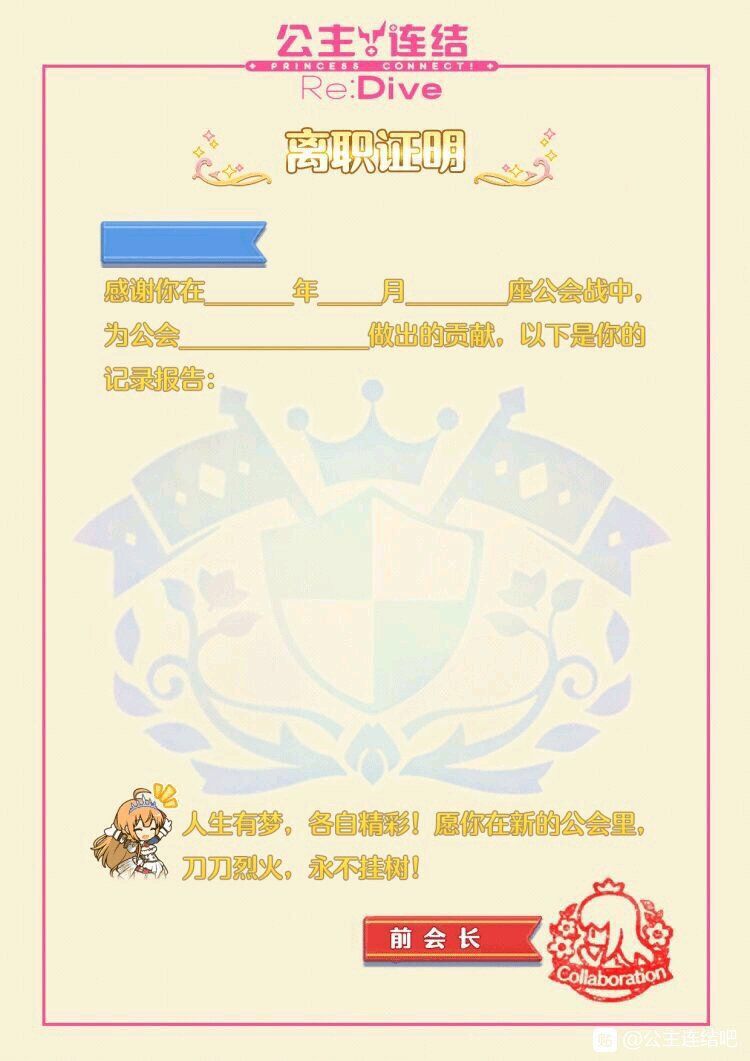 公主连结
PRINCESS CONNECT!
Re:Dive
离职证明
感谢你在______年____月______座公会战中，
为公会____________做出的贡献，以下是你的
记录报告：
人生有梦，各自精彩！愿你在新的公会里，
刀刀烈火，永不挂树！
前会长
Collaboration
贴 @公主连结吧